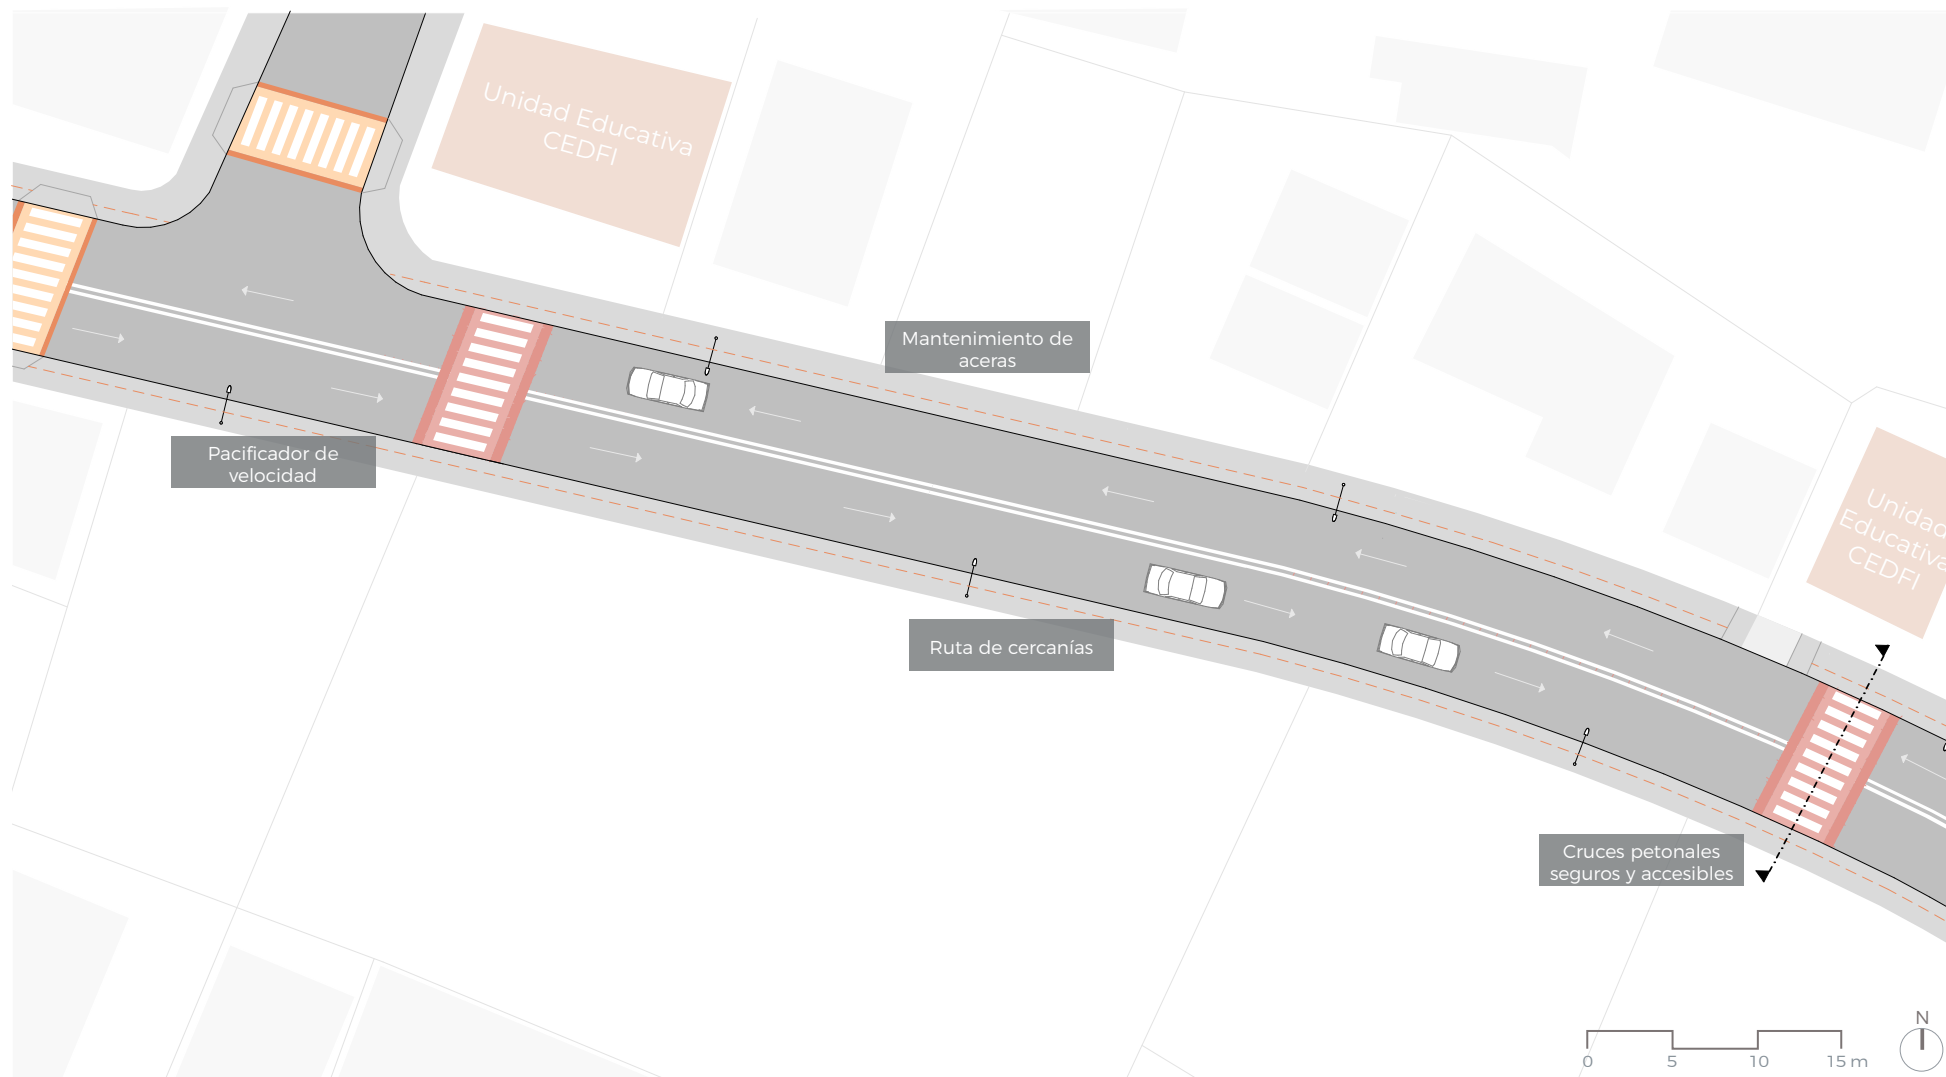 Unidad Educativa
CEDFI
Mantenimiento de
aceras
Pacificador de
velocidad
Unidad
Educativa
CEDFI
Ruta de cercanías
Cruces petonales
seguros y accesibles
N
0 5 10 15 m